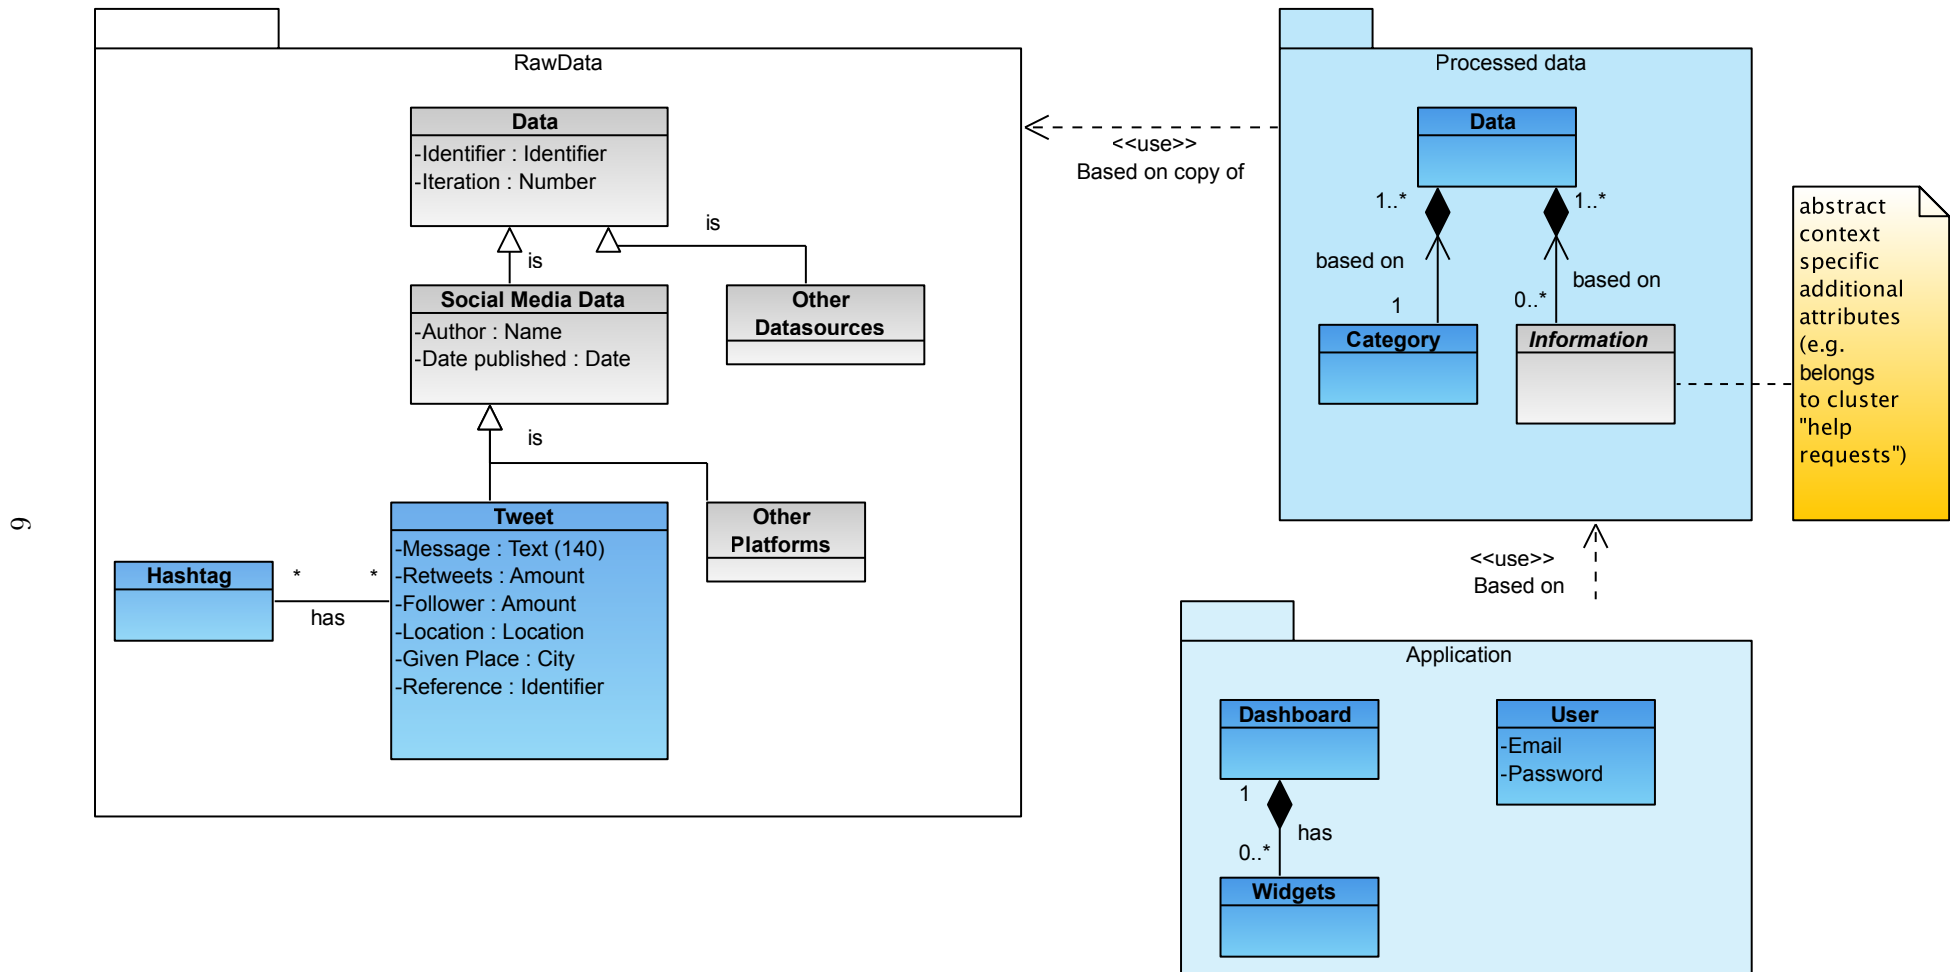 RawData
Data
-Identifier : Identifier
-Iteration : Number
is
is
Social Media Data
-Author : Name
-Date published : Date
Other
Datasources
is
Tweet
-Message : Text (140)
-Retweets : Amount
-Follower : Amount
-Location : Location
-Given Place : City
-Reference : Identifier
Other
Platforms
Hashtag
*
*
has
9
<<use>>
Based on copy of
Processed data
Data
1..*
1..*
based on
based on
1
0..*
Category
Information
abstract
context
specific
additional
attributes
(e.g.
belongs
to cluster
"help
requests")
<<use>>
Based on
Application
Dashboard
1
has
0..*
Widgets
User
-Email
-Password